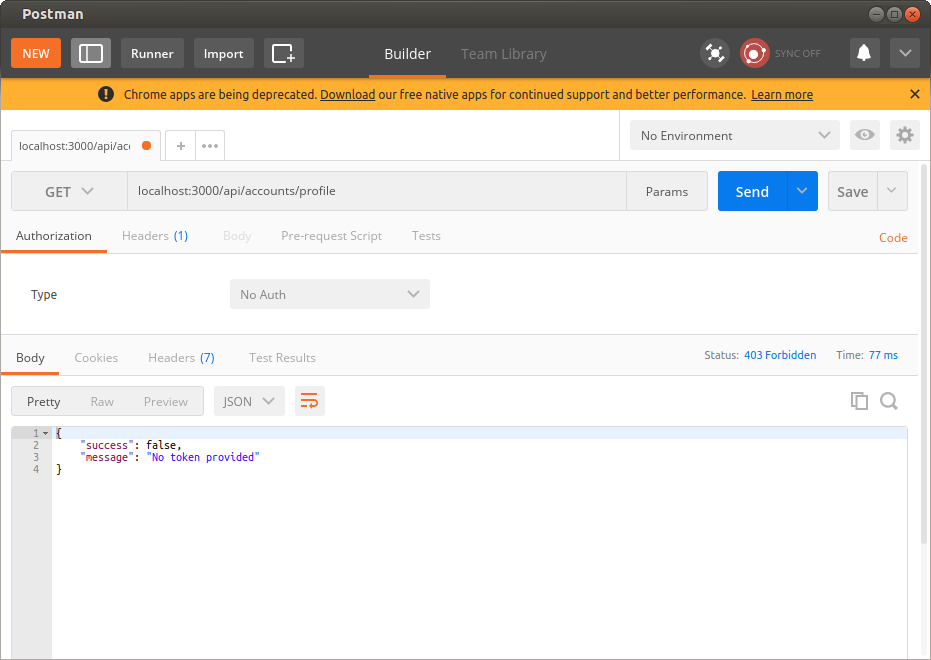 Postman
NEW Runner Import Builder Team Library SYNC OFF
Chrome apps are being deprecated. Download our free native apps for continued support and better performance. Learn more
localhost:3000/api/acc
No Environment
GET localhost:3000/api/accounts/profile Params Send Save
Authorization Headers (1) Body Pre-request Script Tests Code
Type No Auth
Body Cookies Headers (7) Test Results Status: 403 Forbidden Time: 77 ms
Pretty Raw Preview JSON
1 {
2 "success": false,
3 "message": "No token provided"
4 }